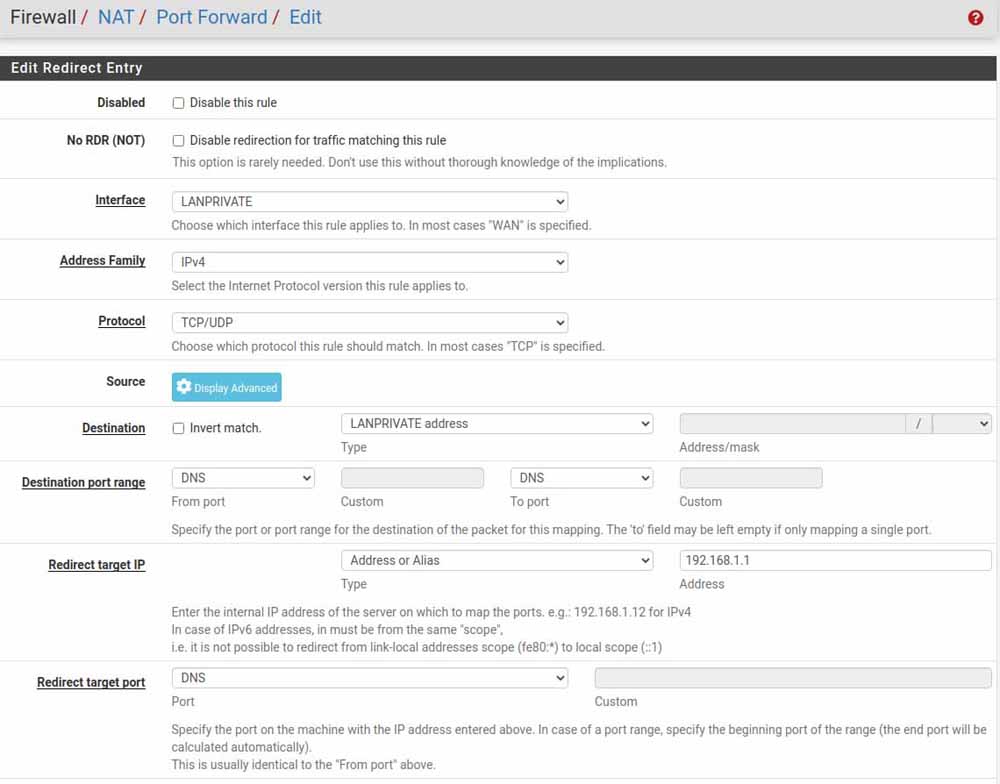 Firewall / NAT / Port Forward / Edit
Edit Redirect Entry
Disabled Disable this rule
No RDR (NOT) Disable redirection for traffic matching this rule
This option is rarely needed. Don't use this without thorough knowledge of the implications.
Interface LANPRIVATE
Choose which interface this rule applies to. In most cases "WAN" is specified.
Address Family IPv4
Select the Internet Protocol version this rule applies to.
Protocol TCP/UDP
Choose which protocol this rule should match. In most cases "TCP" is specified.
Source Display Advanced
Destination Invert match. LANPRIVATE address /
Type Address/mask
Destination port range DNS DNS
From port Custom To port Custom
Specify the port or port range for the destination of the packet for this mapping. The 'to' field may be left empty if only mapping a single port.
Redirect target IP Address or Alias 192.168.1.1
Type Address
Enter the internal IP address of the server on which to map the ports. e.g.: 192.168.1.12 for IPv4
In case of IPv6 addresses, in must be from the same "scope",
i.e. it is not possible to redirect from link-local addresses scope (fe80:*) to local scope (::1)
Redirect target port DNS
Port Custom
Specify the port on the machine with the IP address entered above. In case of a port range, specify the beginning port of the range (the end port will be
calculated automatically).
This is usually identical to the "From port" above.